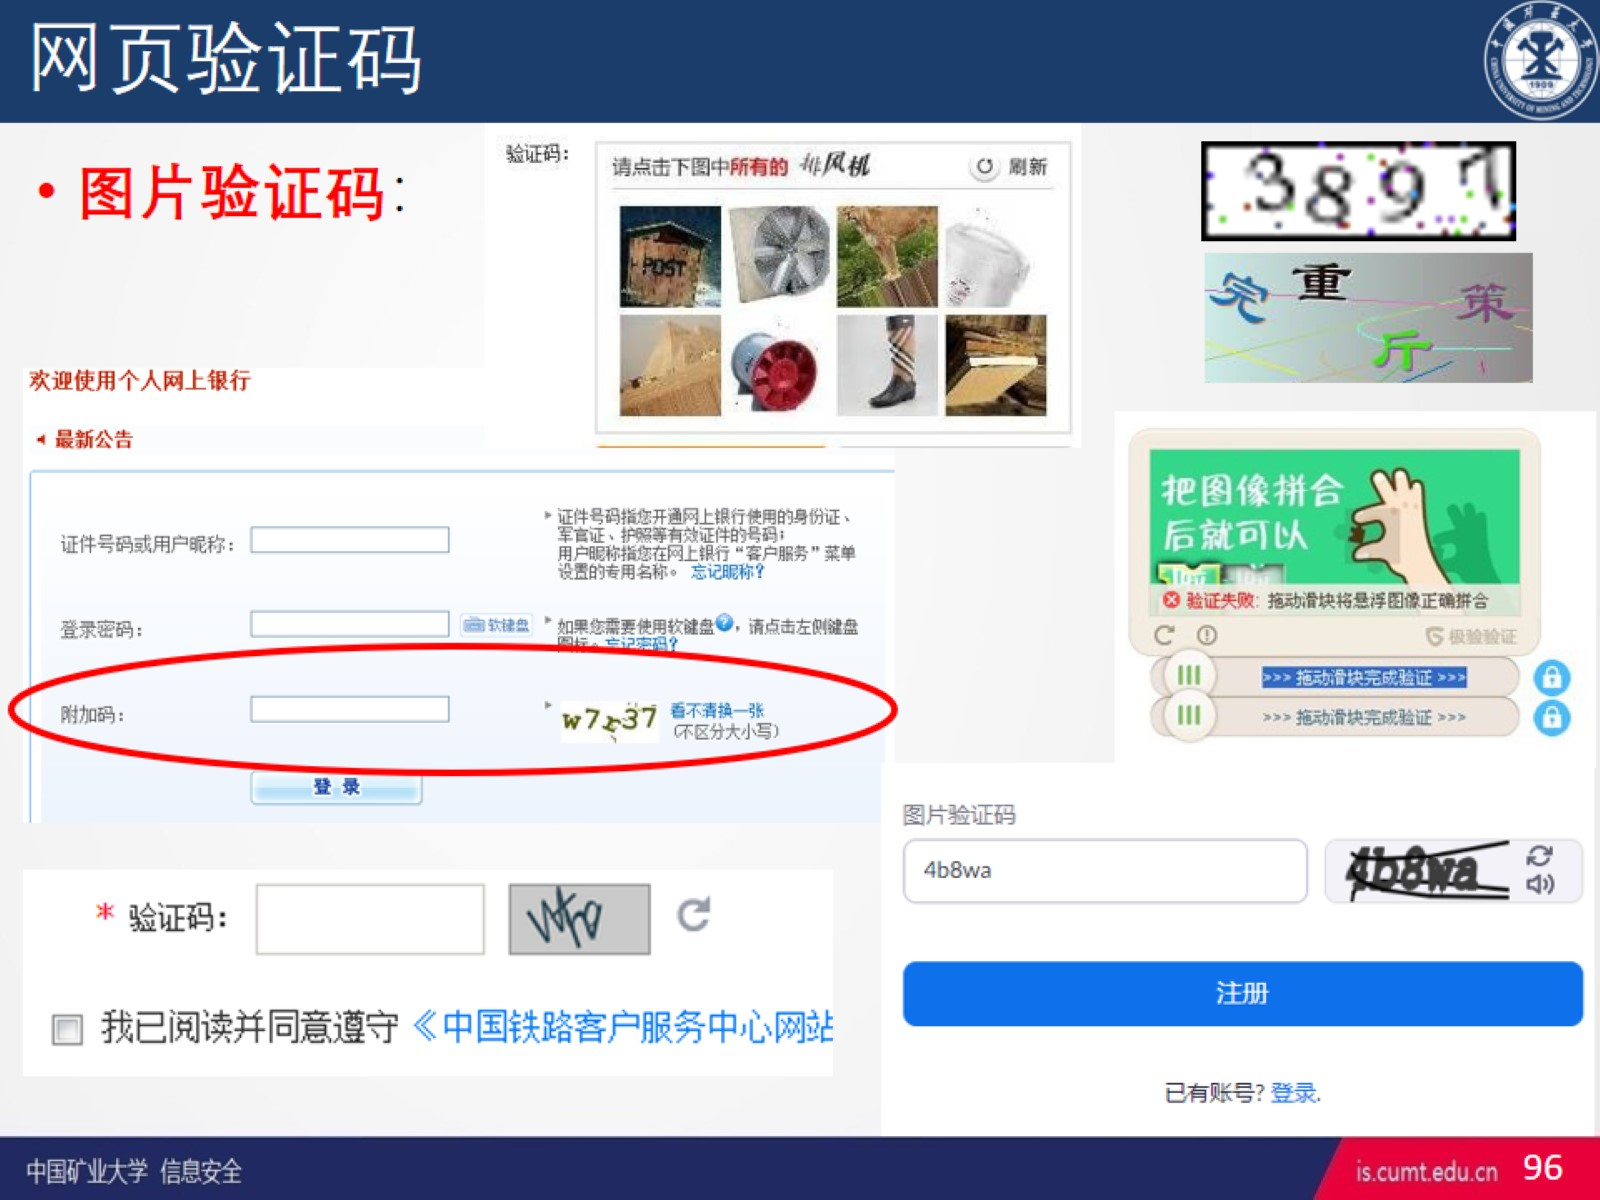 网页验证码
• 图片验证码：
验证码：
请点击下图中所有的 排风机
刷新
POST
3897
完重斤策
欢迎使用个人网上银行
最新公告
证件号码或用户昵称：
证件号码指您开通网上银行使用的身份证、
军官证、护照等有效证件的号码；
用户昵称指您在网上银行“客户服务”菜单
设置的专用名称。 忘记昵称？
登录密码：
软键盘
如果您需要使用软键盘?，请点击左侧键盘
图标。忘记密码？
附加码：
w7r37
看不清换一张
（不区分大小写）
登 录
把图像拼合
后就可以
验证失败: 拖动滑块将悬浮图像正确拼合
极验验证
>>> 拖动滑块完成验证 >>>
>>> 拖动滑块完成验证 >>>
图片验证码
4b8wa
4b8wa
注册
已有账号? 登录.
* 验证码：
我已阅读并同意遵守《中国铁路客户服务中心网站
中国矿业大学 信息安全
is.cumt.edu.cn
96